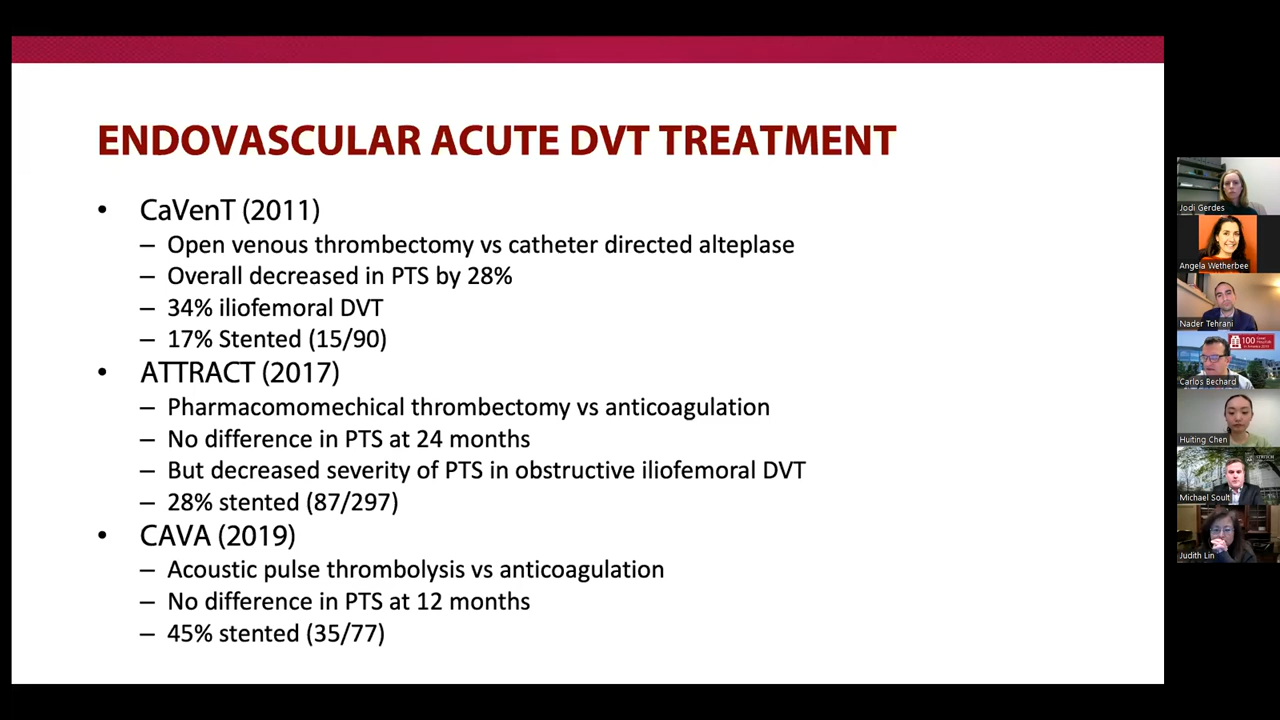 ENDOVASCULAR ACUTE DVT TREATMENT
• CaVenT (2011)
– Open venous thrombectomy vs catheter directed alteplase
– Overall decreased in PTS by 28%
– 34% iliofemoral DVT
– 17% Stented (15/90)
• ATTRACT (2017)
– Pharmacomomechical thrombectomy vs anticoagulation
– No difference in PTS at 24 months
– But decreased severity of PTS in obstructive iliofemoral DVT
– 28% stented (87/297)
• CAVA (2019)
– Acoustic pulse thrombolysis vs anticoagulation
– No difference in PTS at 12 months
– 45% stented (35/77)
Jodi Gerdes
Angela Wetherbee
Nader Tehrani
100
Carlos Bechard
Huiting Chen
Michael Soult
Judith Lin